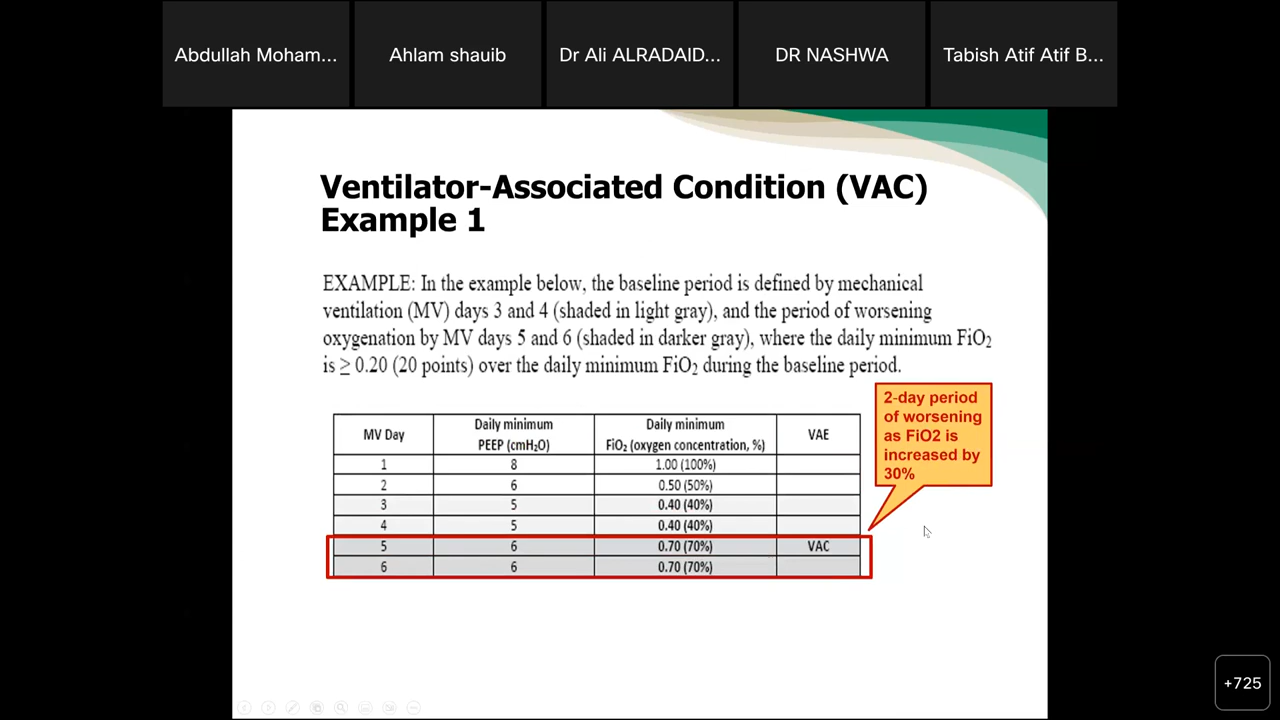 Abdullah Moham...
Ahlam shauib
Dr Ali ALRADAID...
DR NASHWA
Tabish Atif Atif B...
Ventilator-Associated Condition (VAC)
Example 1
EXAMPLE: In the example below, the baseline period is defined by mechanical
ventilation (MV) days 3 and 4 (shaded in light gray), and the period of worsening
oxygenation by MV days 5 and 6 (shaded in darker gray), where the daily minimum FiO₂
is ≥ 0.20 (20 points) over the daily minimum FiO₂ during the baseline period.
2-day period
of worsening
as FiO2 is
increased by
30%
MV Day
Daily minimum
PEEP (cmH₂O)
Daily minimum
FiO₂ (oxygen concentration, %)
VAE
1 8 1.00 (100%)
2 6 0.50 (50%)
3 5 0.40 (40%)
4 5 0.40 (40%)
5 6 0.70 (70%) VAC
6 6 0.70 (70%)
+725